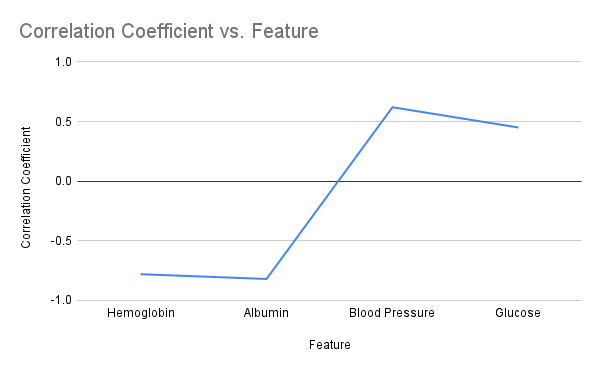 Correlation Coefficient vs. Feature
Correlation Coefficient
1.0
0.5
0.0
-0.5
-1.0
Hemoglobin Albumin Blood Pressure Glucose
Feature